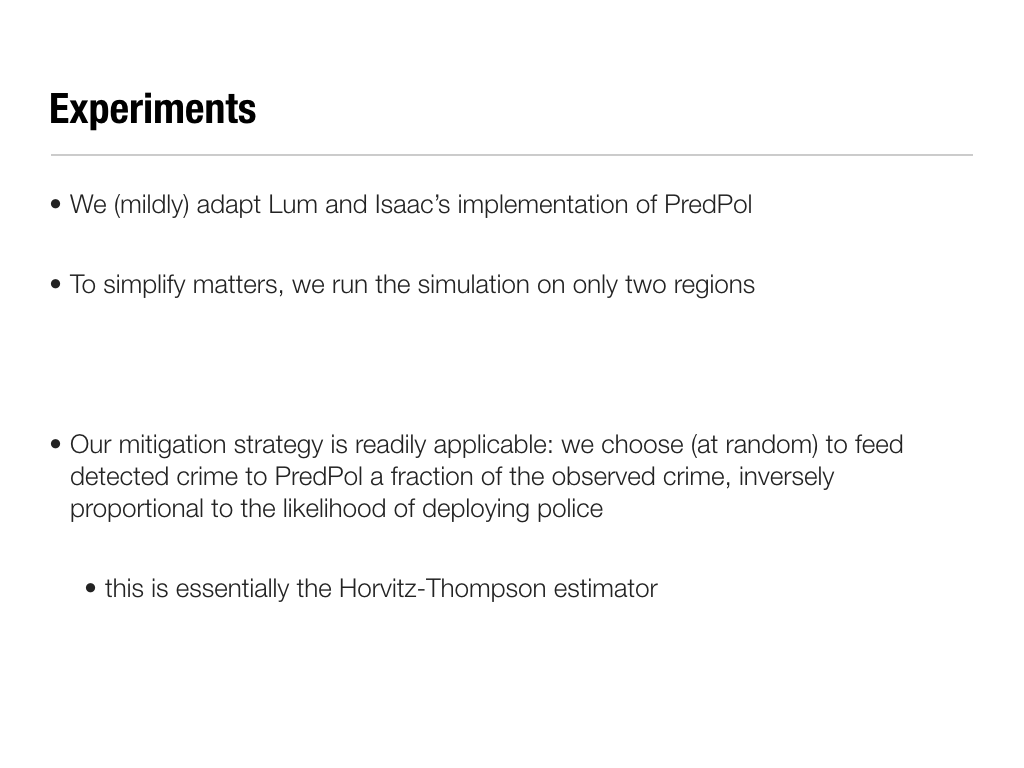 Experiments
• We (mildly) adapt Lum and Isaac’s implementation of PredPol
• To simplify matters, we run the simulation on only two regions
• Our mitigation strategy is readily applicable: we choose (at random) to feed
detected crime to PredPol a fraction of the observed crime, inversely
proportional to the likelihood of deploying police
• this is essentially the Horvitz-Thompson estimator